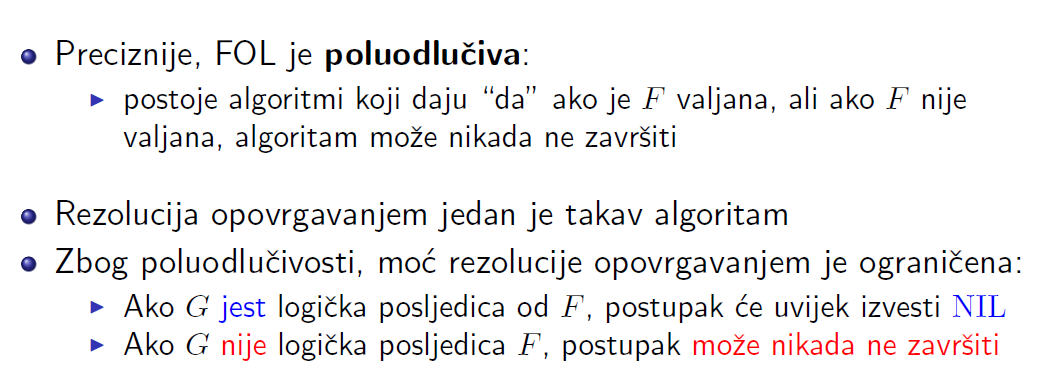 Preciznije, FOL je poluodlučiva:
postoje algoritmi koji daju “da” ako je F valjana, ali ako F nije
valjana, algoritam može nikada ne završiti
Rezolucija opovrgavanjem jedan je takav algoritam
Zbog poluodlučivosti, moć rezolucije opovrgavanjem je ograničena:
Ako G jest logička posljedica od F, postupak će uvijek izvesti NIL
Ako G nije logička posljedica F, postupak može nikada ne završiti